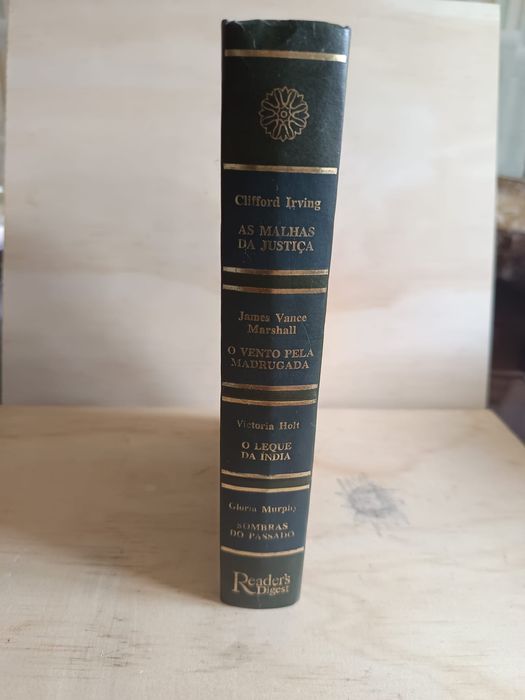 Clifford Irving
AS MALHAS
DA JUSTIÇA
James Vance
Marshall
O VENTO PELA
MADRUGADA
Victoria Holt
O LEQUE
DA ÍNDIA
Gloria Murphy
SOMBRAS
DO PASSADO
Reader's
Digest